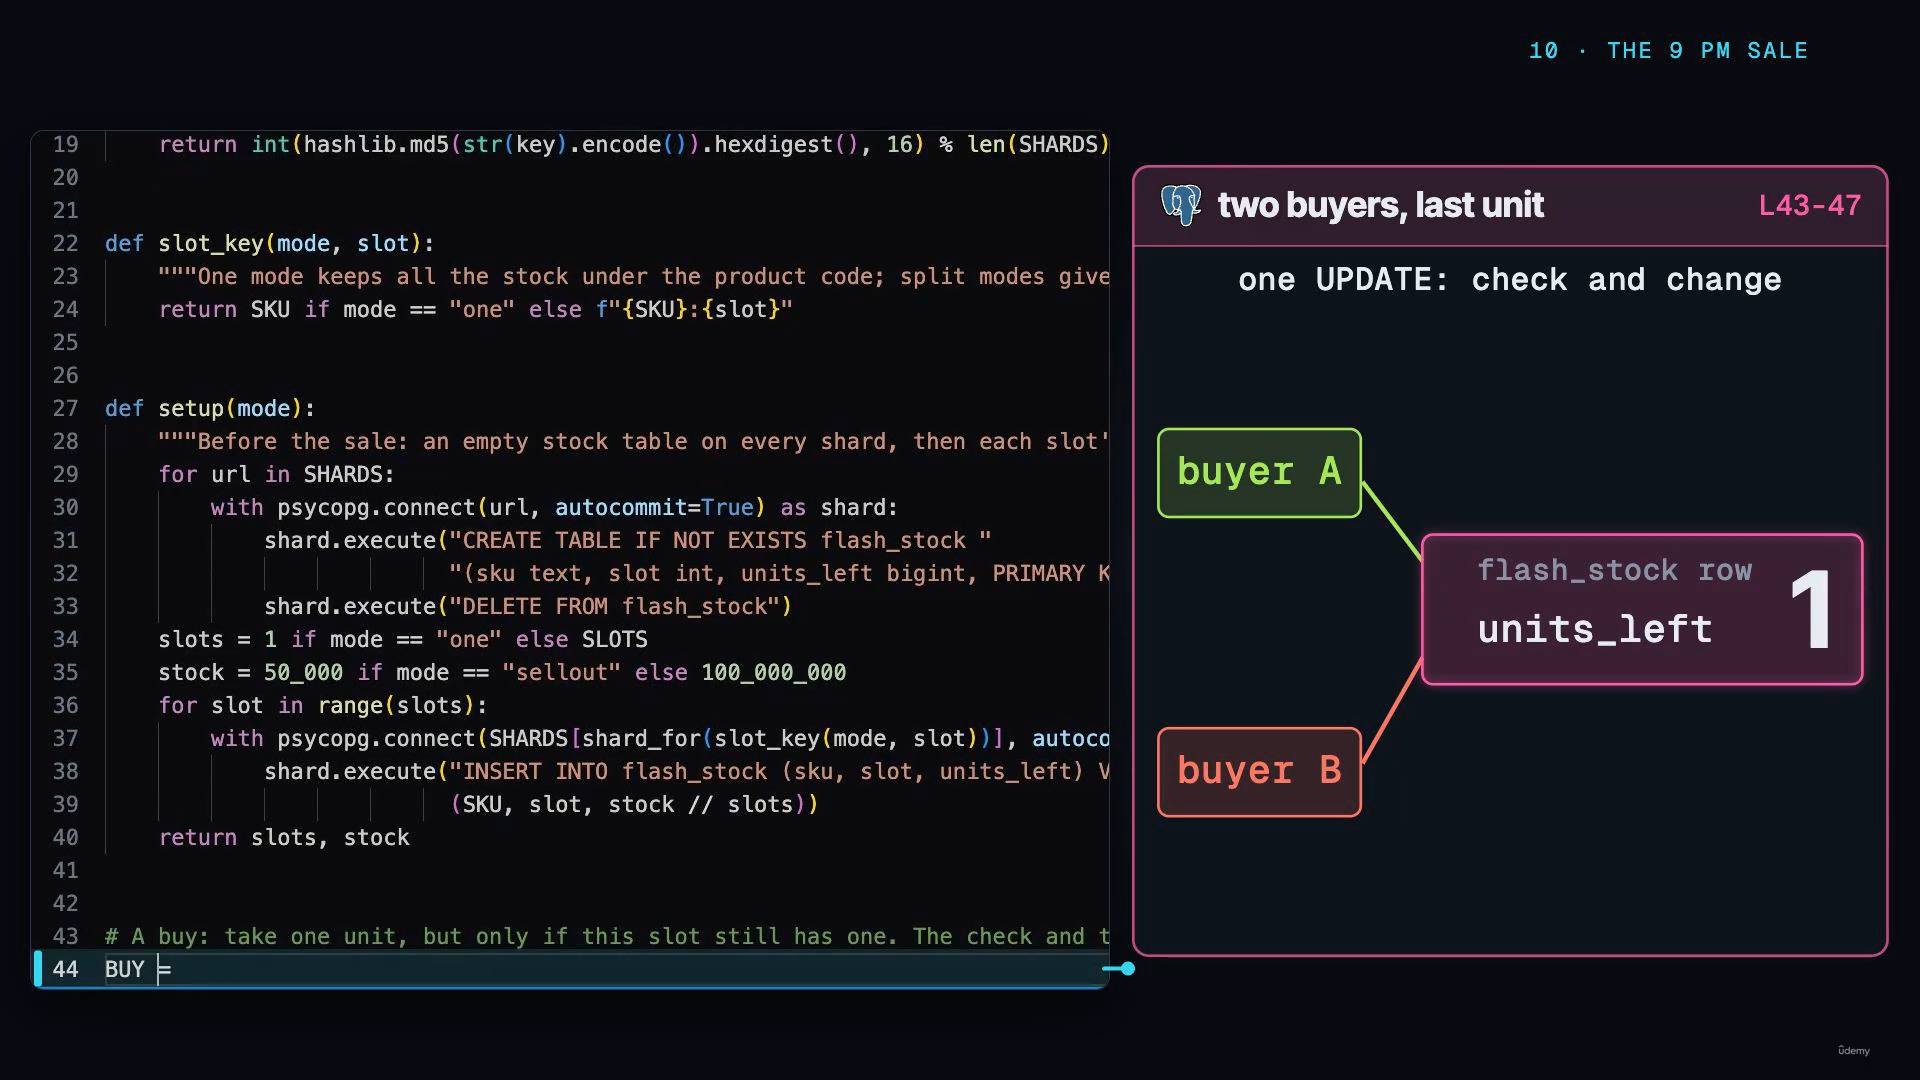 10 · THE 9 PM SALE
19 return int(hashlib.md5(str(key).encode()).hexdigest(), 16) % len(SHARDS)
20
21
22 def slot_key(mode, slot):
23 """One mode keeps all the stock under the product code; split modes give
24 return SKU if mode == "one" else f"{SKU}:{slot}"
25
26
27 def setup(mode):
28 """Before the sale: an empty stock table on every shard, then each slot'
29 for url in SHARDS:
30 with psycopg.connect(url, autocommit=True) as shard:
31 shard.execute("CREATE TABLE IF NOT EXISTS flash_stock "
32 "(sku text, slot int, units_left bigint, PRIMARY K
33 shard.execute("DELETE FROM flash_stock")
34 slots = 1 if mode == "one" else SLOTS
35 stock = 50_000 if mode == "sellout" else 100_000_000
36 for slot in range(slots):
37 with psycopg.connect(SHARDS[shard_for(slot_key(mode, slot))], autoco
38 shard.execute("INSERT INTO flash_stock (sku, slot, units_left) V
39 (SKU, slot, stock // slots))
40 return slots, stock
41
42
43 # A buy: take one unit, but only if this slot still has one. The check and t
44 BUY =
two buyers, last unit L43-47
one UPDATE: check and change
buyer A
flash_stock row
units_left 1
buyer B
udemy